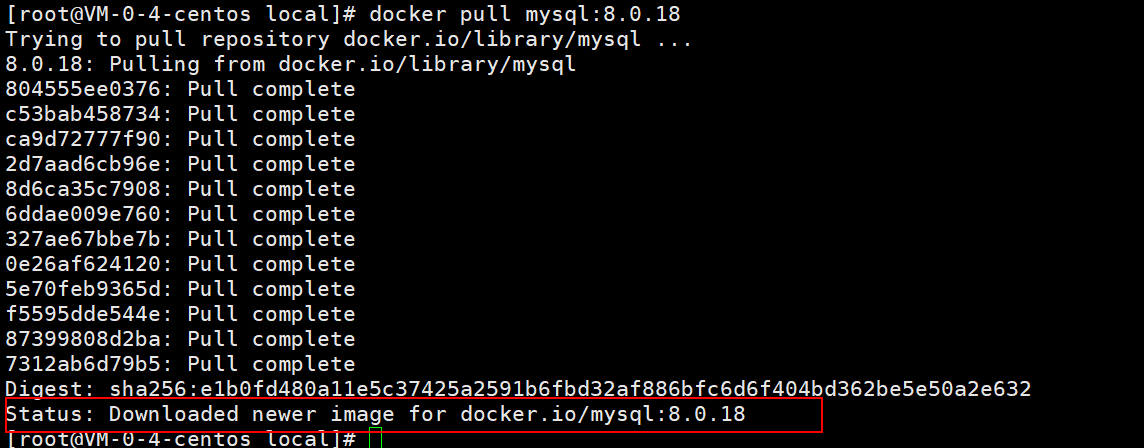 [root@VM-0-4-centos local]# docker pull mysql:8.0.18
Trying to pull repository docker.io/library/mysql ...
8.0.18: Pulling from docker.io/library/mysql
804555ee0376: Pull complete
c53bab458734: Pull complete
ca9d72777f90: Pull complete
2d7aad6cb96e: Pull complete
8d6ca35c7908: Pull complete
6ddae009e760: Pull complete
327ae67bbe7b: Pull complete
0e26af624120: Pull complete
5e70feb9365d: Pull complete
f5595dde544e: Pull complete
87399808d2ba: Pull complete
7312ab6d79b5: Pull complete
Digest: sha256:e1b0fd480a11e5c37425a2591b6fbd32af886bfc6d6f404bd362be5e50a2e632
Status: Downloaded newer image for docker.io/mysql:8.0.18
[root@VM-0-4-centos local]#